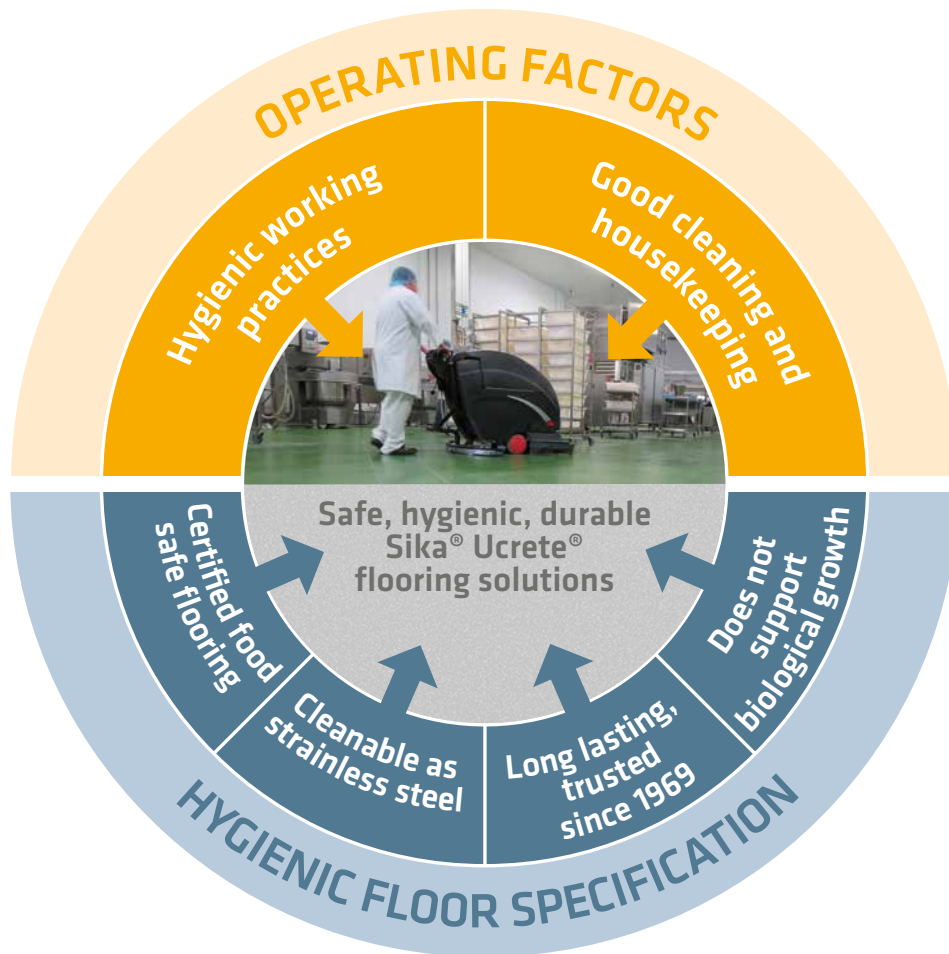 OPERATING FACTORS
Hygienic working
practices
Good cleaning and
housekeeping
Safe, hygienic, durable
Sika® Ucrete®
flooring solutions
Certified food
safe flooring
Cleanable as
strainless steel
Long lasting,
trusted
since 1969
Does not
support
biological growth
HYGIENIC FLOOR SPECIFICATION